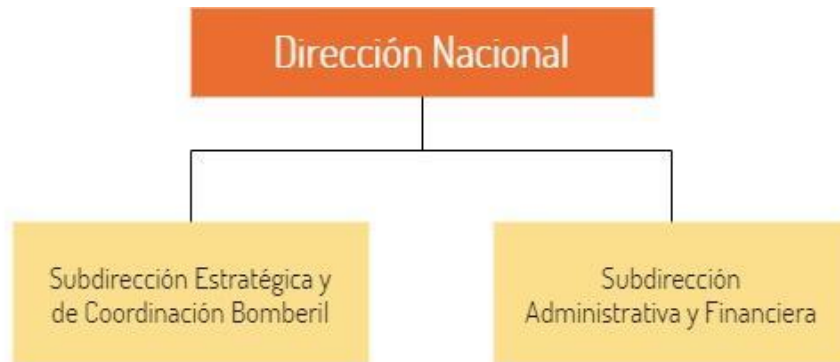 Dirección Nacional
Subdirección Estratégica y
de Coordinación Bomberil
Subdirección
Administrativa y Financiera